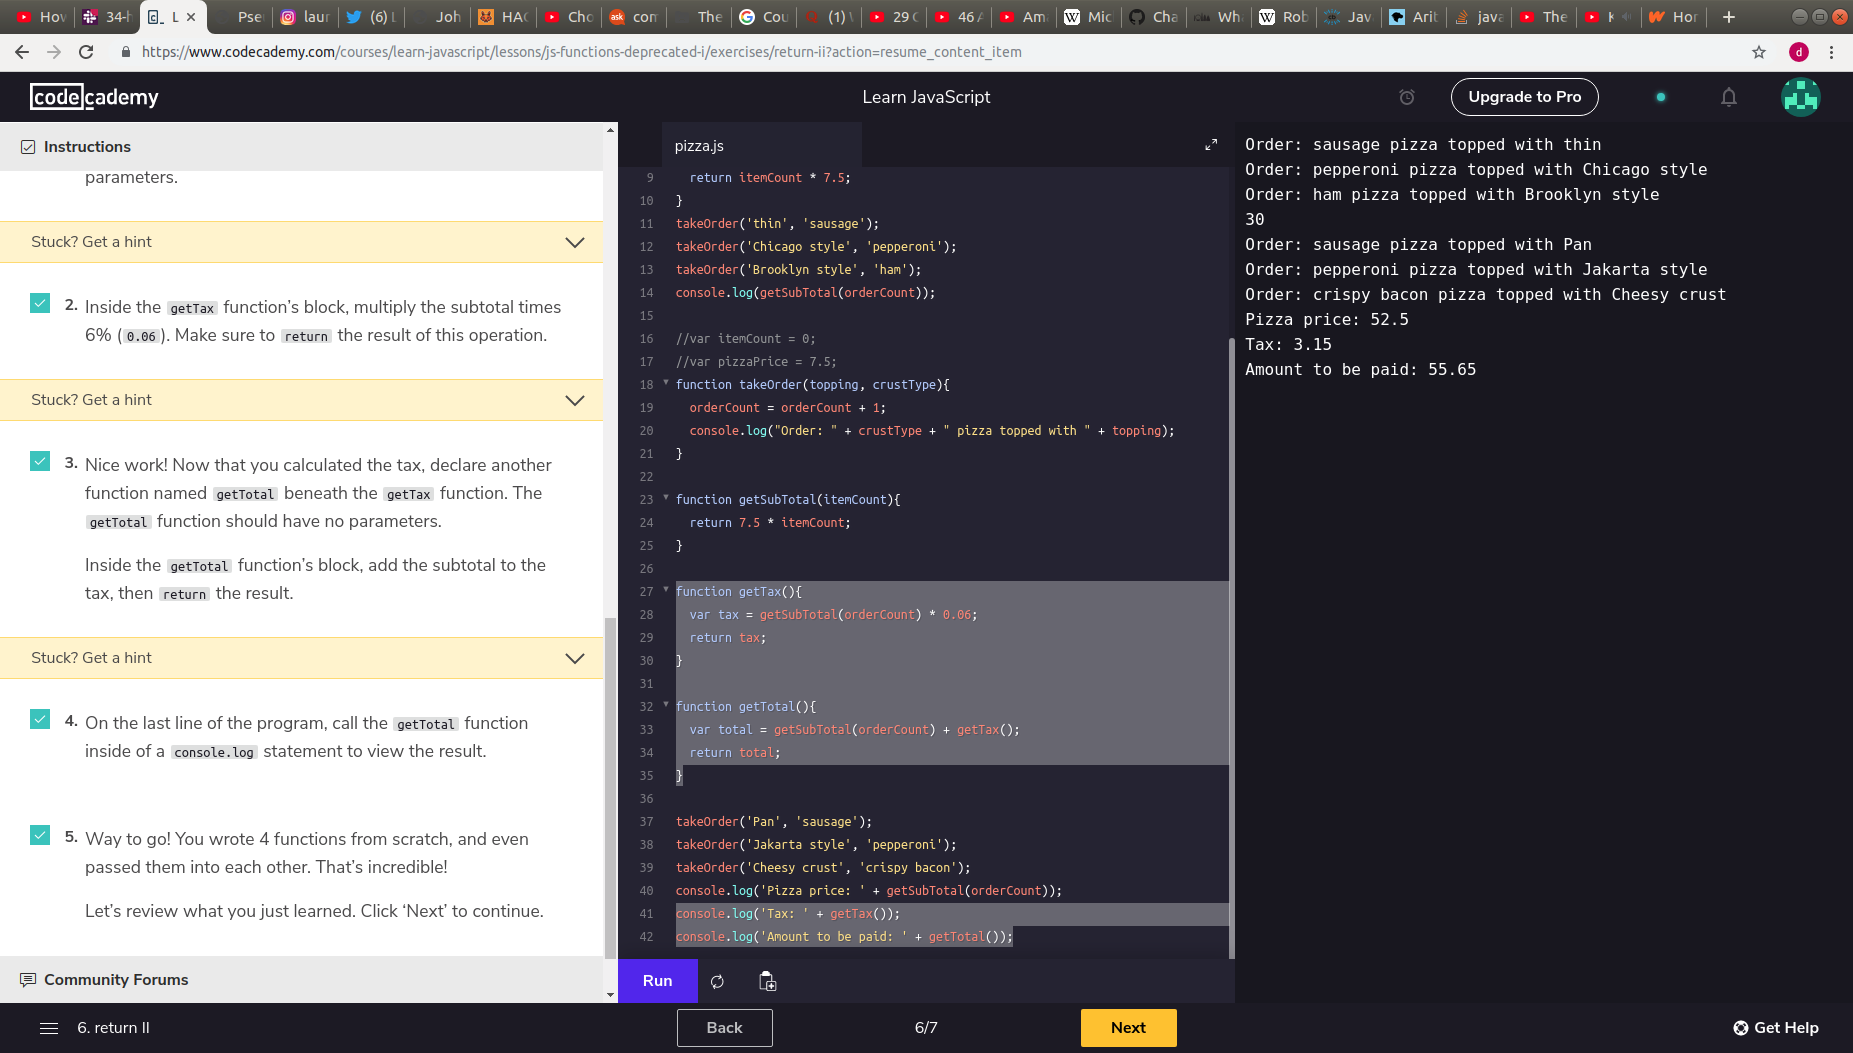 Hov
34-h
L
Pse
laur
(6) L
Joh
HAC
Cho
com
The
Cou
(1)
29 C
46 A
Ama
Mic
Cha
Wh
Rob
Jav
Arit
java
The
K
Hor
https://www.codecademy.com/courses/learn-javascript/lessons/js-functions-deprecated-i/exercises/return-ii?action=resume_content_item
d
codecademy
Learn JavaScript
Upgrade to Pro
Instructions
parameters.
Stuck? Get a hint
2. Inside the getTax function’s block, multiply the subtotal times
6% ( 0.06 ). Make sure to return the result of this operation.
Stuck? Get a hint
3. Nice work! Now that you calculated the tax, declare another
function named getTotal beneath the getTax function. The
getTotal function should have no parameters.
Inside the getTotal function’s block, add the subtotal to the
tax, then return the result.
Stuck? Get a hint
4. On the last line of the program, call the getTotal function
inside of a console.log statement to view the result.
5. Way to go! You wrote 4 functions from scratch, and even
passed them into each other. That’s incredible!
Let’s review what you just learned. Click ‘Next’ to continue.
Community Forums
pizza.js
9 return itemCount * 7.5;
10 }
11 takeOrder('thin', 'sausage');
12 takeOrder('Chicago style', 'pepperoni');
13 takeOrder('Brooklyn style', 'ham');
14 console.log(getSubTotal(orderCount));
15
16 //var itemCount = 0;
17 //var pizzaPrice = 7.5;
18 function takeOrder(topping, crustType){
19 orderCount = orderCount + 1;
20 console.log("Order: " + crustType + " pizza topped with " + topping);
21 }
22
23 function getSubTotal(itemCount){
24 return 7.5 * itemCount;
25 }
26
27 function getTax(){
28 var tax = getSubTotal(orderCount) * 0.06;
29 return tax;
30 }
31
32 function getTotal(){
33 var total = getSubTotal(orderCount) + getTax();
34 return total;
35 }
36
37 takeOrder('Pan', 'sausage');
38 takeOrder('Jakarta style', 'pepperoni');
39 takeOrder('Cheesy crust', 'crispy bacon');
40 console.log('Pizza price: ' + getSubTotal(orderCount));
41 console.log('Tax: ' + getTax());
42 console.log('Amount to be paid: ' + getTotal());
Run
Order: sausage pizza topped with thin
Order: pepperoni pizza topped with Chicago style
Order: ham pizza topped with Brooklyn style
30
Order: sausage pizza topped with Pan
Order: pepperoni pizza topped with Jakarta style
Order: crispy bacon pizza topped with Cheesy crust
Pizza price: 52.5
Tax: 3.15
Amount to be paid: 55.65
6. return II
Back
6/7
Next
Get Help